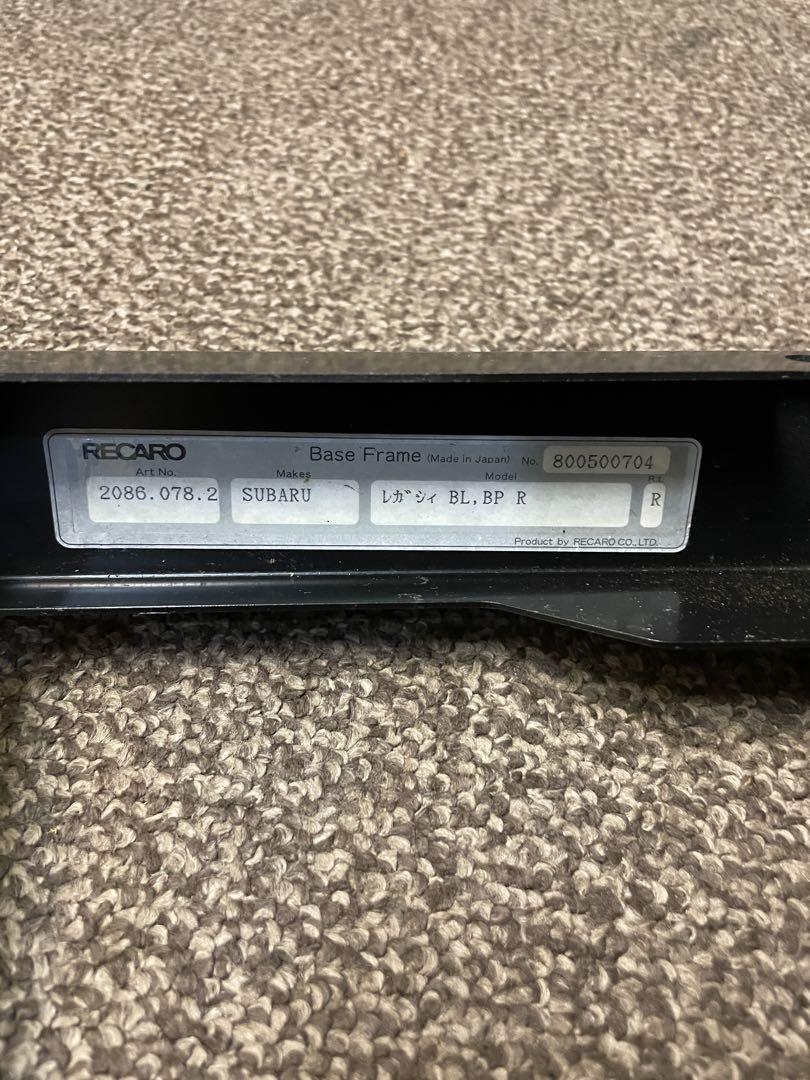 RECARO Base Frame (Made in Japan) No. 800500704
Art No. Makes Model R.L
2086.078.2 SUBARU ﾚｶﾞｼｨ BL,BP R R
Product by RECARO CO.,LTD.